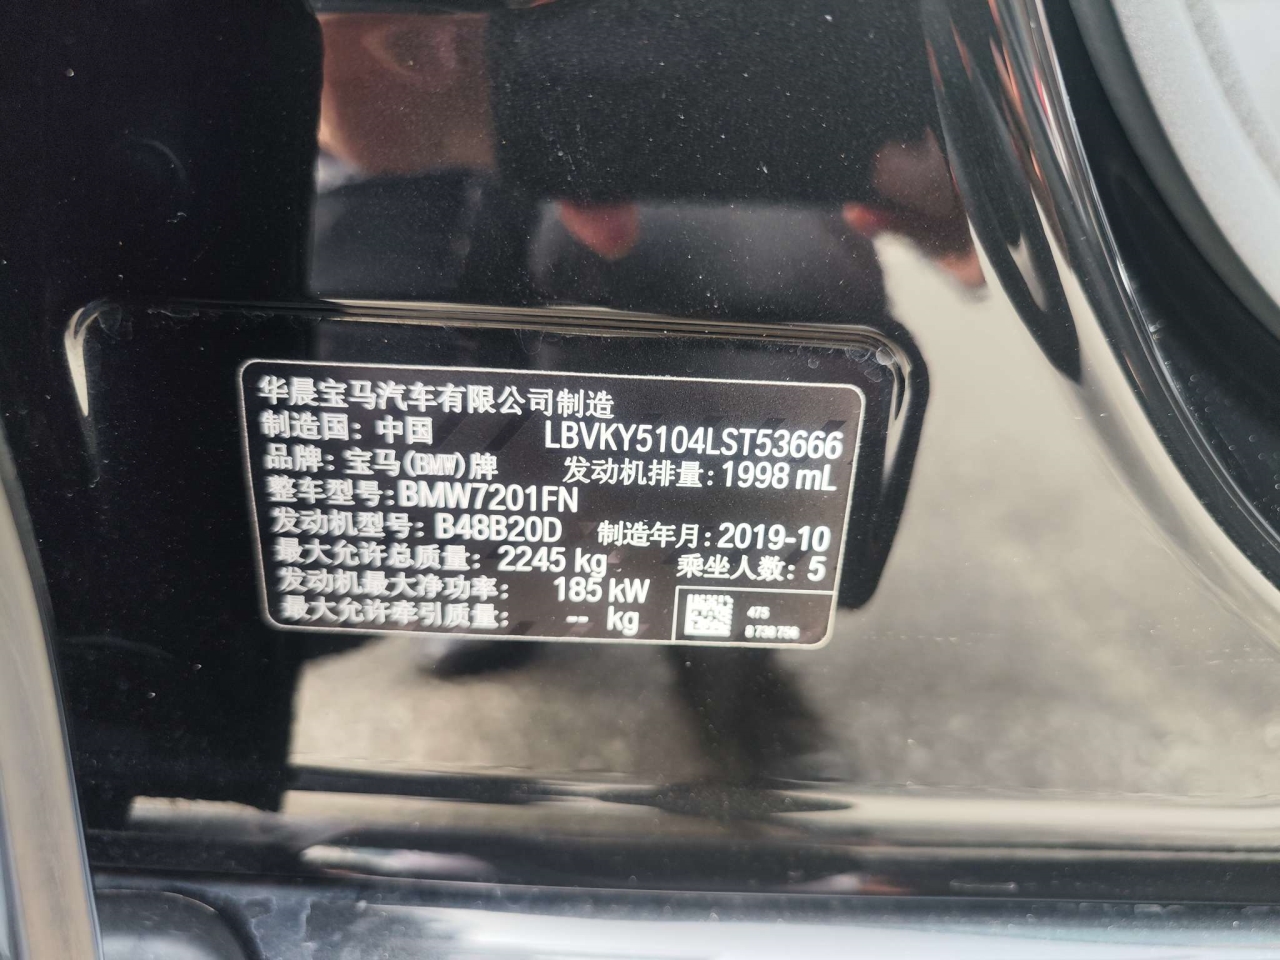 华晨宝马汽车有限公司制造
制造国：中国 LBVKY5104LST53666
品牌：宝马(BMW)牌 发动机排量：1998 mL
整车型号：BMW7201FN
发动机型号：B48B20D 制造年月：2019-10
最大允许总质量：2245 kg 乘坐人数：5
发动机最大净功率： 185 kW
最大允许牵引质量： -- kg
475
8738756